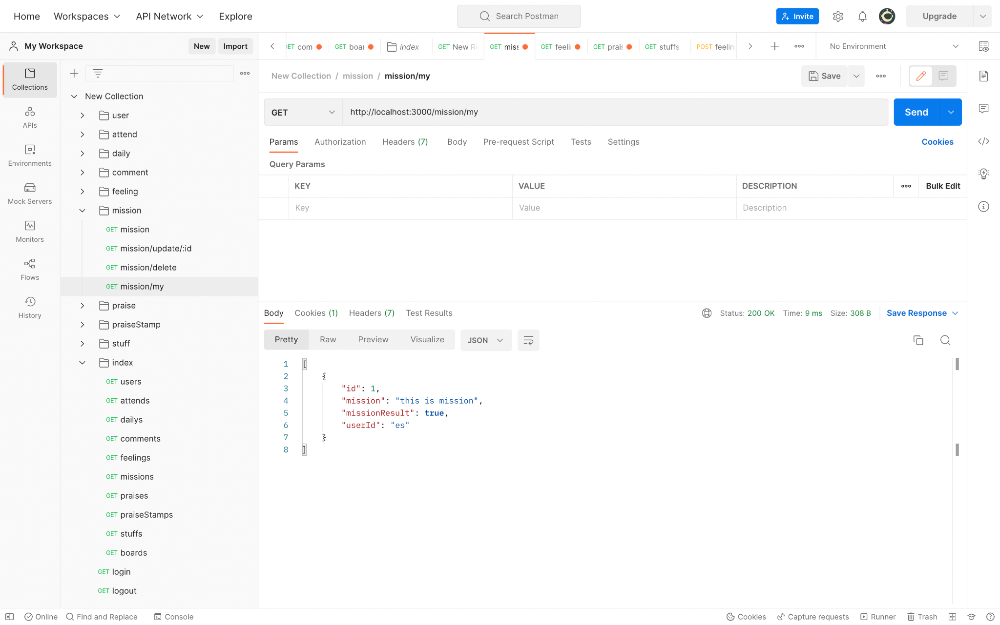 Home Workspaces API Network Explore Search Postman Invite Upgrade
My Workspace New Import
GET com GET boar index GET New Re GET miss GET feeli GET prais GET stuffs POST feelin No Environment
Collections
APIs
Environments
Mock Servers
Monitors
Flows
History
New Collection
user
attend
daily
comment
feeling
mission
GET mission
GET mission/update/:id
GET mission/delete
GET mission/my
praise
praiseStamp
stuff
index
GET users
GET attends
GET dailys
GET comments
GET feelings
GET missions
GET praises
GET praiseStamps
GET stuffs
GET boards
GET login
GET logout
New Collection / mission / mission/my Save
GET http://localhost:3000/mission/my Send
Params Authorization Headers (7) Body Pre-request Script Tests Settings Cookies
Query Params
KEY VALUE DESCRIPTION Bulk Edit
Key Value Description
Body Cookies (1) Headers (7) Test Results Status: 200 OK Time: 9 ms Size: 308 B Save Response
Pretty Raw Preview Visualize JSON
1 [
2 {
3 "id": 1,
4 "mission": "this is mission",
5 "missionResult": true,
6 "userId": "es"
7 }
8 ]
Online Find and Replace Console Cookies Capture requests Runner Trash